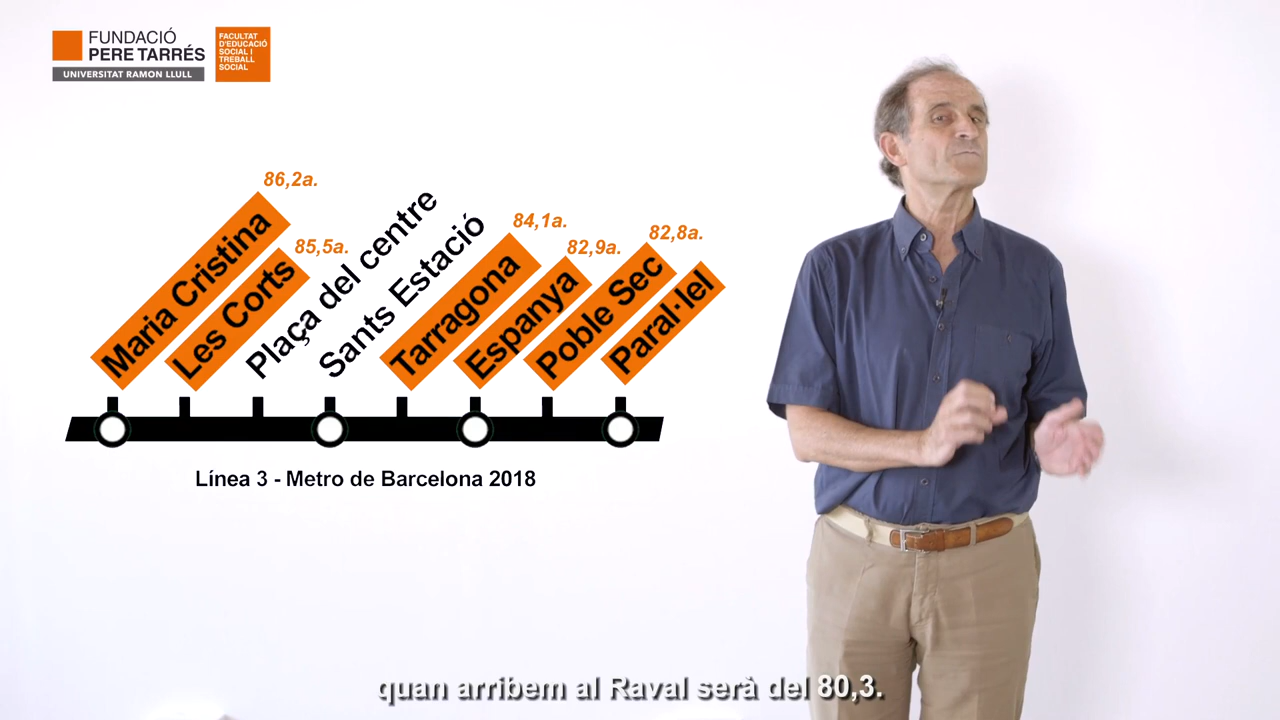 FUNDACIÓ
PERE TARRÉS
UNIVERSITAT RAMON LLULL
FACULTAT
D'EDUCACIÓ
SOCIAL I
TREBALL
SOCIAL
86,2a.
Maria Cristina
85,5a.
Les Corts
Plaça del centre
Sants Estació
84,1a.
Tarragona
82,9a.
Espanya
82,8a.
Poble Sec
Paral·lel
Línea 3 - Metro de Barcelona 2018
quan arribem al Raval serà del 80,3.